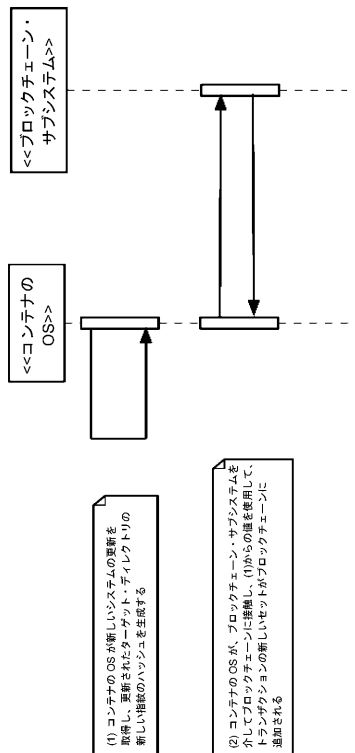 <<ブロックチェーン・
サブシステム>>
<<コンテナの
OS>>
(1) コンテナの OS が新しいシステムの更新を
取得し、更新されたターゲット・ディレクトリの
新しい指紋のハッシュを生成する
(2) コンテナの OS が、ブロックチェーン・サブシステムを
介してブロックチェーンに接触し、(1)からの値を使用して、
トランザクションの新しいセットがブロックチェーンに
追加される